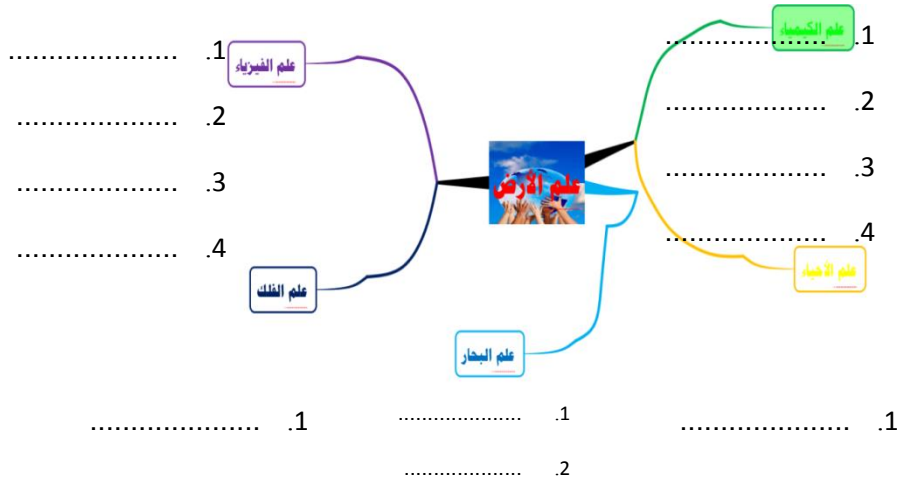 علم الكيمياء
1. ....................
2. ....................
3. ....................
4. ....................
علم الفيزياء
1. .....................
2. ....................
3. ....................
4. ....................
علم الأرض
علم الأحياء
علم الفلك
علم البحار
1. .....................
1. .....................
2. ....................
1. .....................